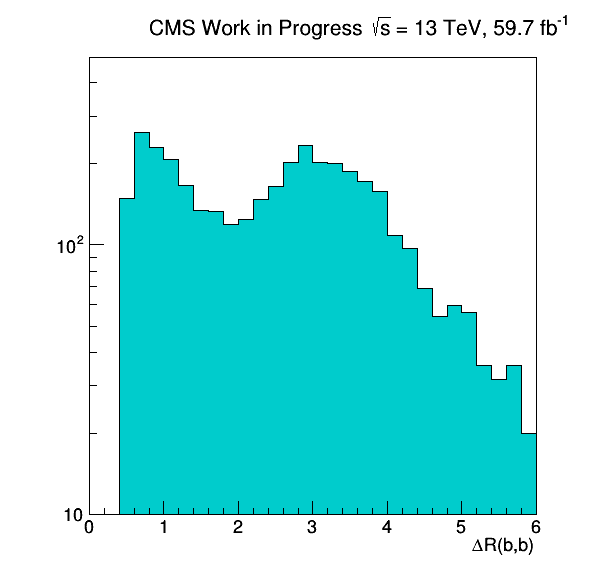 CMS Work in Progress √s = 13 TeV, 59.7 fb⁻¹
10²
10
0 1 2 3 4 5 6
ΔR(b,b)